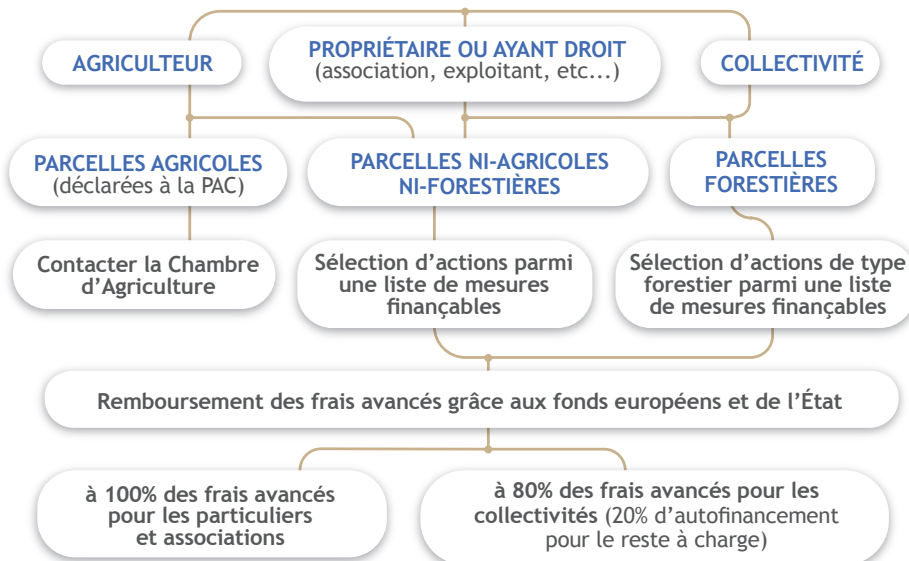 AGRICULTEUR
PROPRIÉTAIRE OU AYANT DROIT
(association, exploitant, etc...)
COLLECTIVITÉ
PARCELLES AGRICOLES
(déclarées à la PAC)
PARCELLES NI-AGRICOLES
NI-FORESTIÈRES
PARCELLES
FORESTIÈRES
Contacter la Chambre
d’Agriculture
Sélection d’actions parmi
une liste de mesures
finançables
Sélection d’actions de type
forestier parmi une liste
de mesures finançables
Remboursement des frais avancés grâce aux fonds européens et de l’État
à 100% des frais avancés
pour les particuliers
et associations
à 80% des frais avancés pour les
collectivités (20% d’autofinancement
pour le reste à charge)